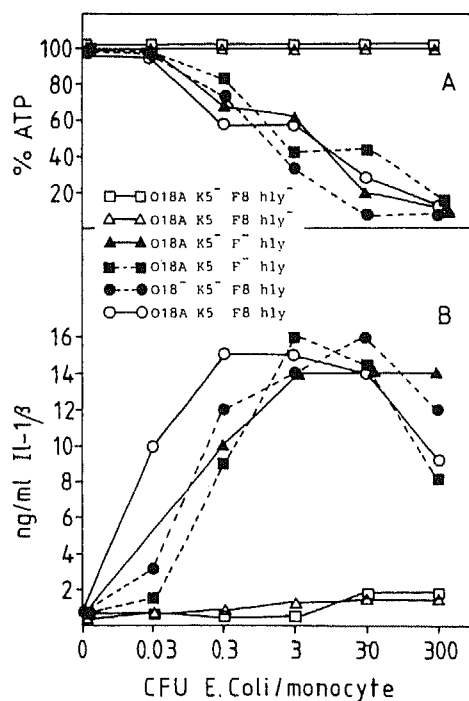 100
80
60
40
20
% ATP
A
O18A K5⁻ F8 hly⁻
O18A K5 F8 hly⁻
O18A K5⁻ F⁻ hly
O18A K5 F⁻ hly
O18⁻ K5⁻ F8 hly
O18A K5 F8 hly
B
16
14
12
10
8
6
4
2
ng/ml Il-1β
0 0.03 0.3 3 30 300
CFU E.Coli/monocyte